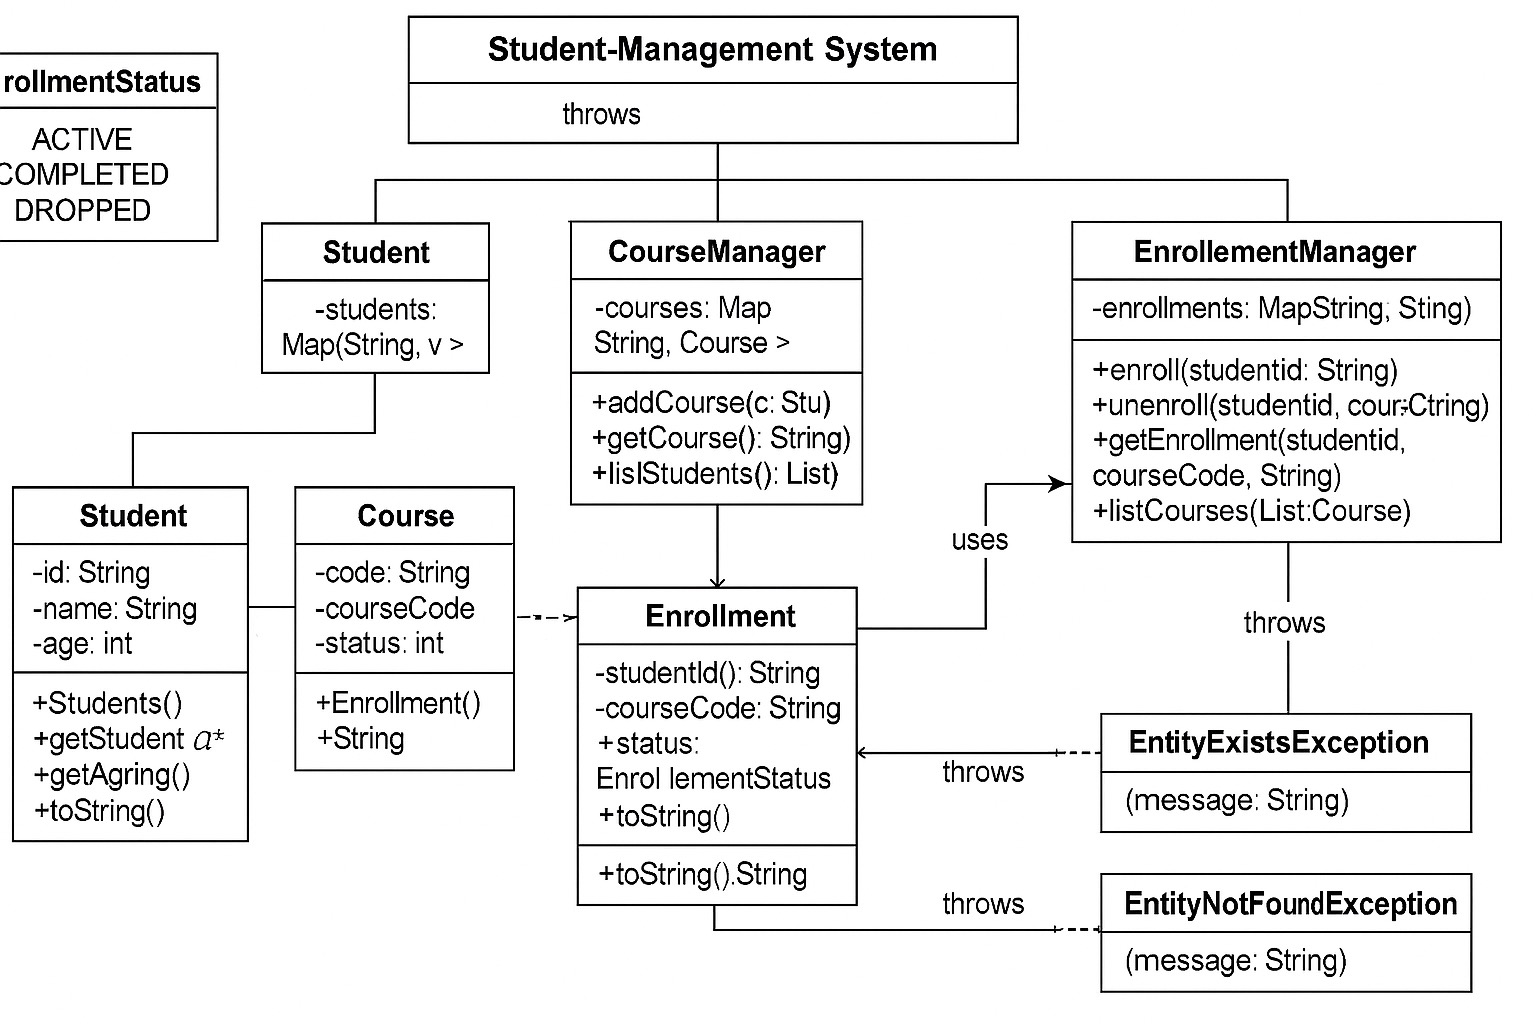 Student-Management System
throws
rollmentStatus
ACTIVE
COMPLETED
DROPPED
Student
-students:
Map(String, v >
CourseManager
-courses: Map
String, Course >
+addCourse(c: Stu)
+getCourse(): String)
+lislStudents(): List)
EnrollementManager
-enrollments: MapString; Sting)
+enroll(studentid: String)
+unenroll(studentid, cour:Ctring)
+getEnrollment(studentid,
courseCode, String)
+listCourses(List:Course)
Student
-id: String
-name: String
-age: int
+Students()
+getStudent a*
+getAgring()
+toString()
Course
-code: String
-courseCode
-status: int
+Enrollment()
+String
Enrollment
-studentId(): String
-courseCode: String
+status:
Enrol lementStatus
+toString()
+toString().String
uses
throws
throws
throws
EntityExistsException
(message: String)
EntityNotFoundException
(message: String)